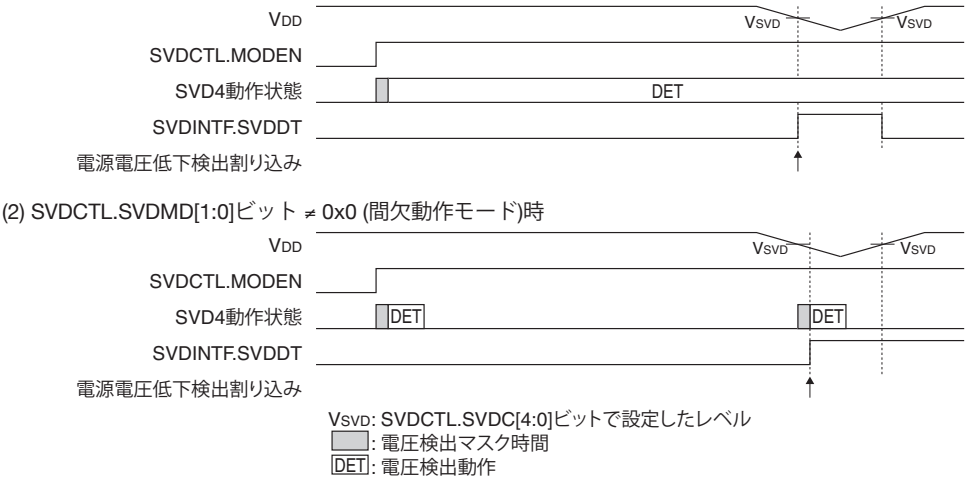 VDD
VSVD VSVD
SVDCTL.MODEN
SVD4動作状態 DET
SVDINTF.SVDDT
電源電圧低下検出割り込み
(2) SVDCTL.SVDMD[1:0]ビット ≠ 0x0 (間欠動作モード)時
VDD
VSVD VSVD
SVDCTL.MODEN
SVD4動作状態 DET DET
SVDINTF.SVDDT
電源電圧低下検出割り込み
VSVD: SVDCTL.SVDC[4:0]ビットで設定したレベル
: 電圧検出マスク時間
DET: 電圧検出動作